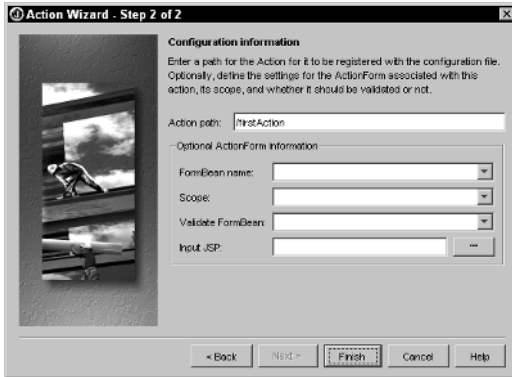 Action Wizard - Step 2 of 2
Configuration information
Enter a path for the Action for it to be registered with the configuration file.
Optionally, define the settings for the ActionForm associated with this
action, its scope, and whether it should be validated or not.
Action path: /firstAction
Optional ActionForm information
FormBean name:
Scope:
Validate FormBean:
Input JSP: ...
< Back Next > Finish Cancel Help